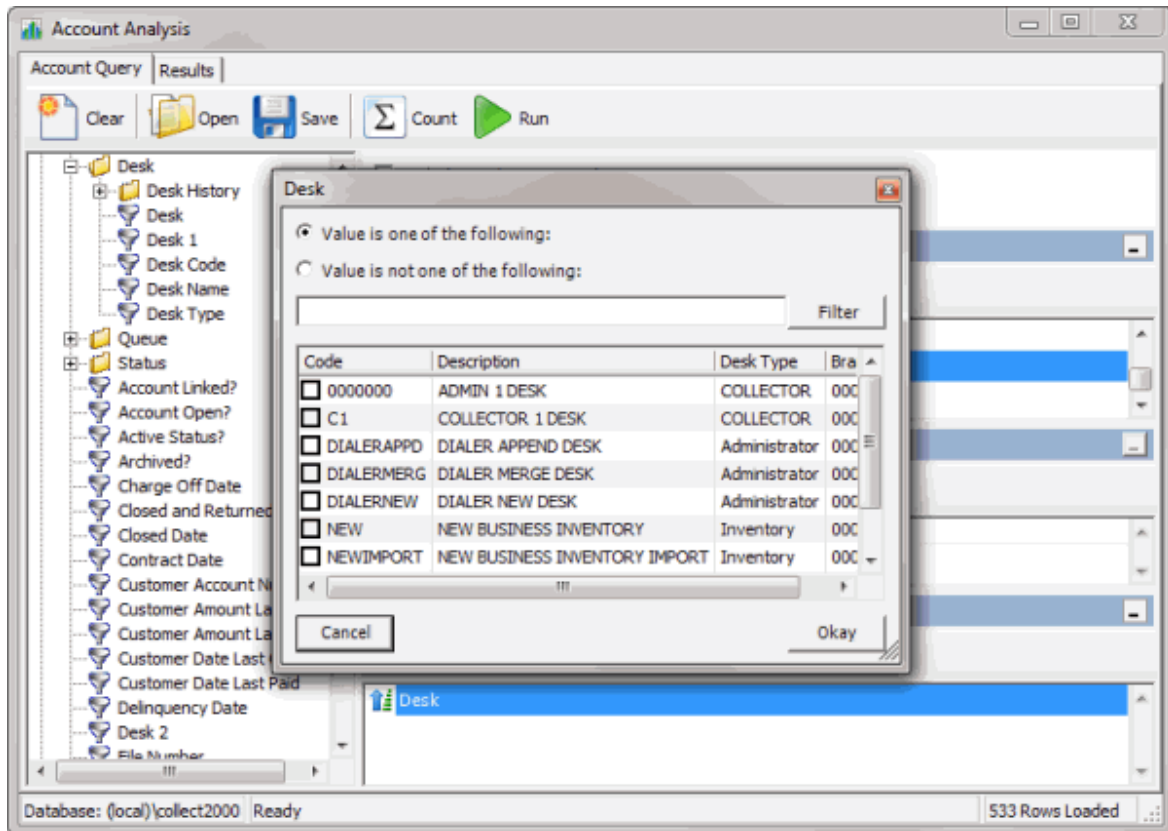 Account Analysis
Account Query Results
Clear Open Save Σ Count Run
Desk
Desk History
Desk
Desk 1
Desk Code
Desk Name
Desk Type
Queue
Status
Account Linked?
Account Open?
Active Status?
Archived?
Charge Off Date
Closed and Returned
Closed Date
Contract Date
Customer Account N
Customer Amount La
Customer Amount La
Customer Date Last
Customer Date Last Paid
Delinquency Date
Desk 2
File Number
Desk
Value is one of the following:
Value is not one of the following:
Filter
Code Description Desk Type Bra
0000000 ADMIN 1 DESK COLLECTOR 000
C1 COLLECTOR 1 DESK COLLECTOR 000
DIALERAPPD DIALER APPEND DESK Administrator 000
DIALERMERG DIALER MERGE DESK Administrator 000
DIALERNEW DIALER NEW DESK Administrator 000
NEW NEW BUSINESS INVENTORY Inventory 000
NEWIMPORT NEW BUSINESS INVENTORY IMPORT Inventory 000
Cancel Okay
Desk
Database: (local)\collect2000 Ready 533 Rows Loaded